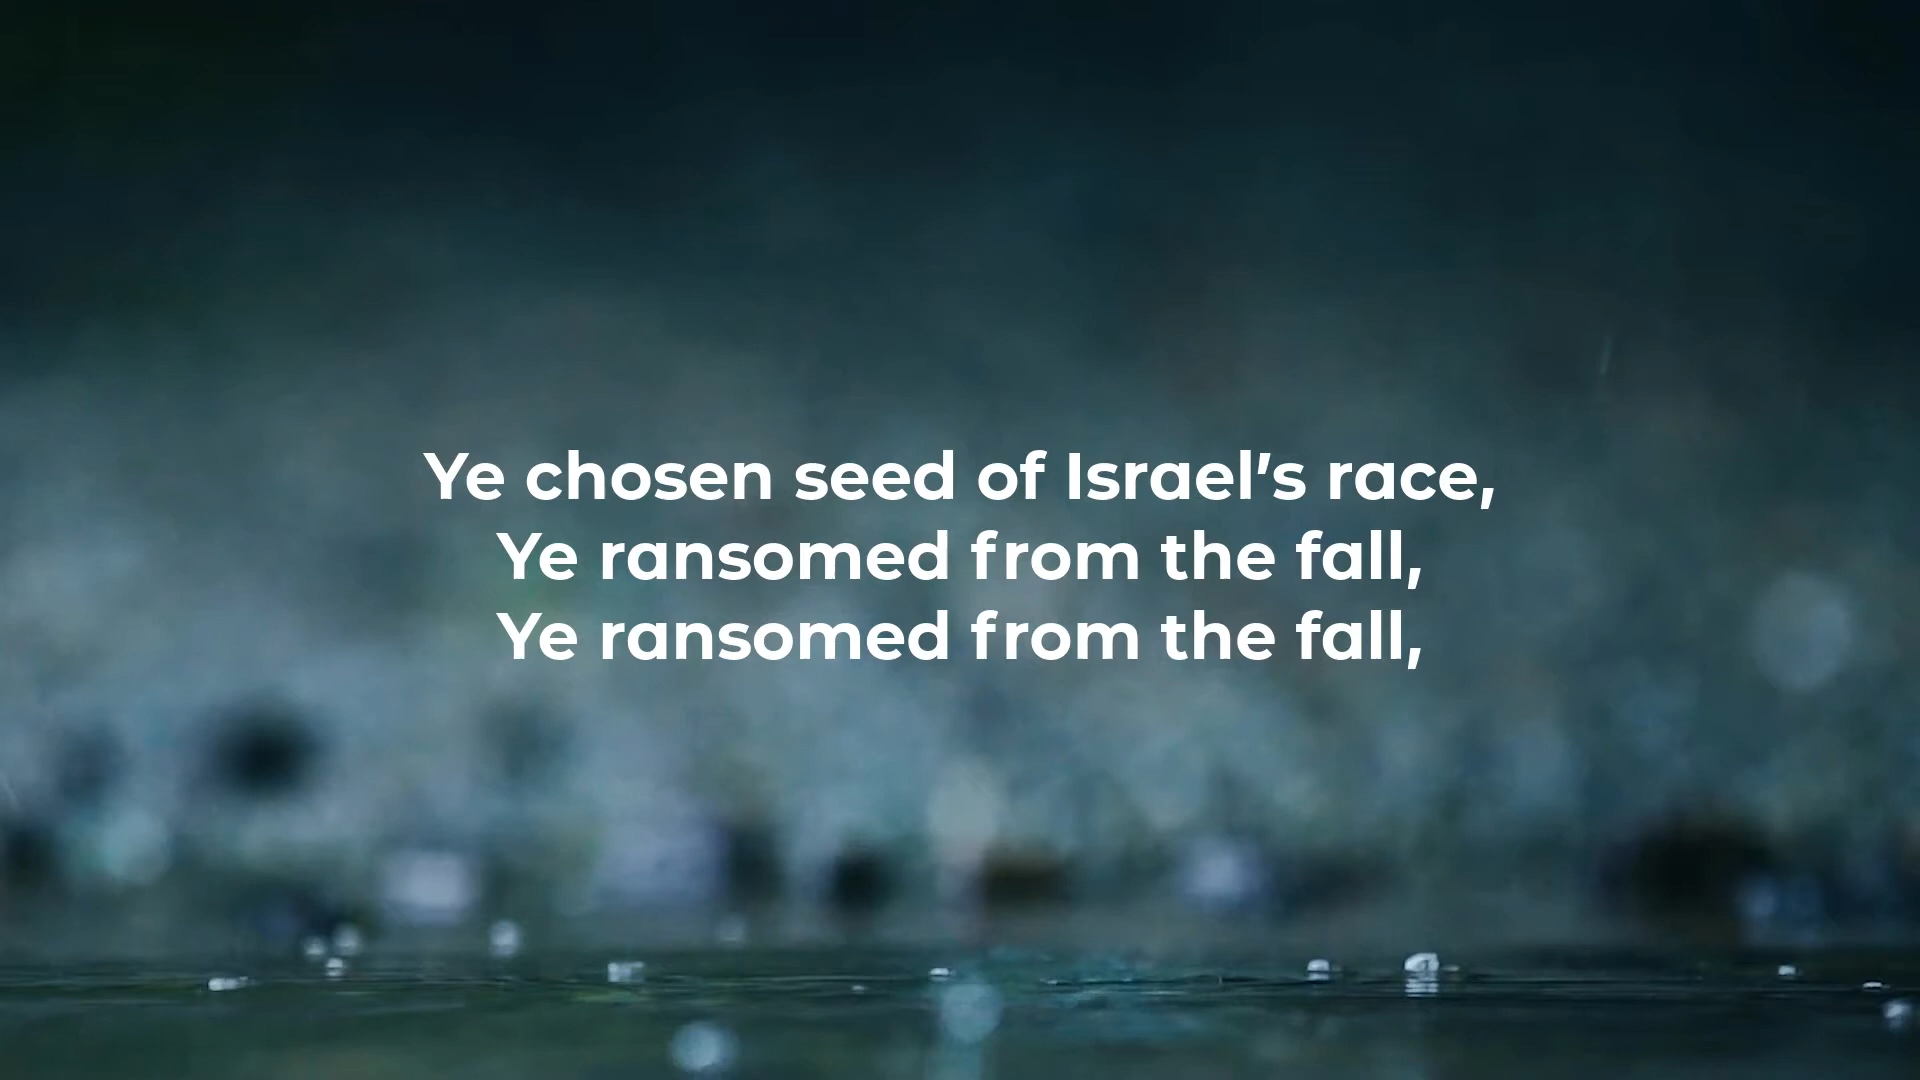 Ye chosen seed of Israel's race,
Ye ransomed from the fall,
Ye ransomed from the fall,